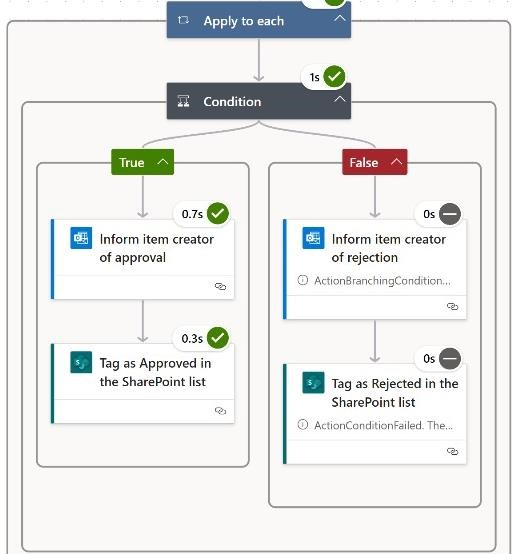 Apply to each
1s
Condition
True
False
0.7s
Inform item creator
of approval
0s
Inform item creator
of rejection
ActionBranchingCondition...
0.3s
Tag as Approved in
the SharePoint list
0s
Tag as Rejected in the
SharePoint list
ActionConditionFailed. The...